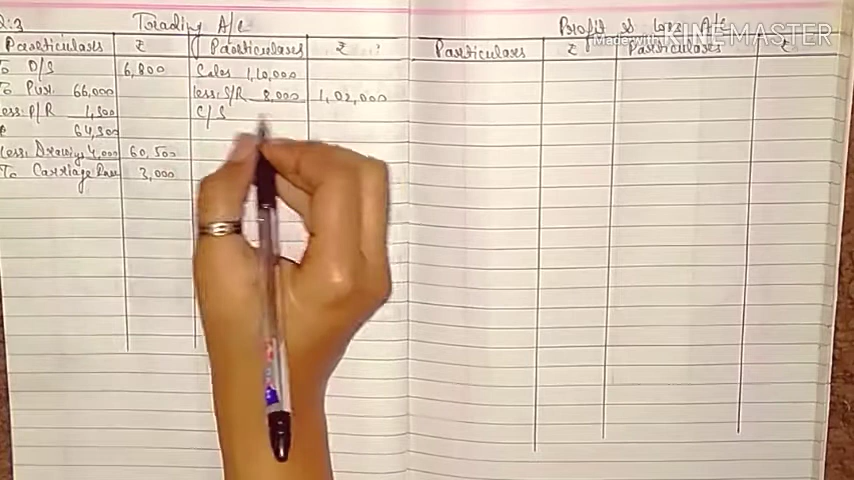 Q.3 Trading A/c
Particulars ₹ Particulars ₹
To O/S 6,800 Sales 1,10,000
To Pur. 66,000 less: S/R 8,000 1,02,000
less: P/R 1,500 C/S
64,500
less: Drawings 4,000 60,500
To Carriage 3,000
Profit & Loss A/c
Made with KINEMASTER
Particulars ₹ Particulars ₹